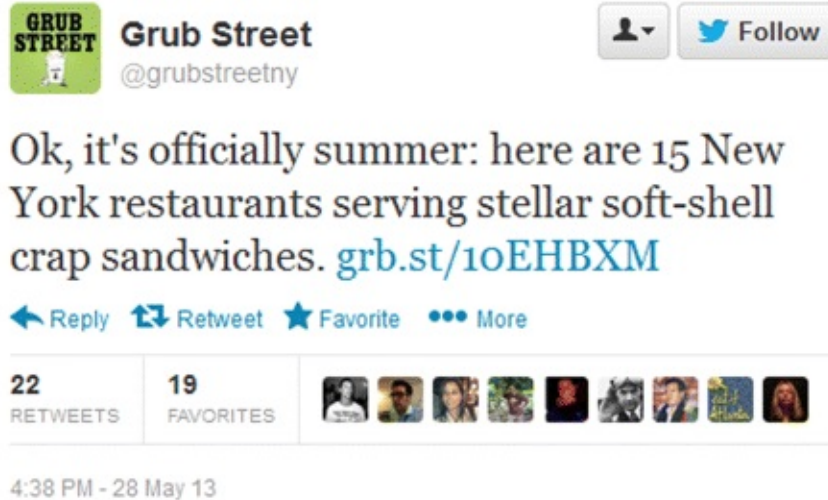 GRUB
STREET
Grub Street
@grubstreetny
Follow
Ok, it's officially summer: here are 15 New
York restaurants serving stellar soft-shell
crap sandwiches. grb.st/10EHBXM
Reply Retweet Favorite More
22 19
RETWEETS FAVORITES
4:38 PM - 28 May 13